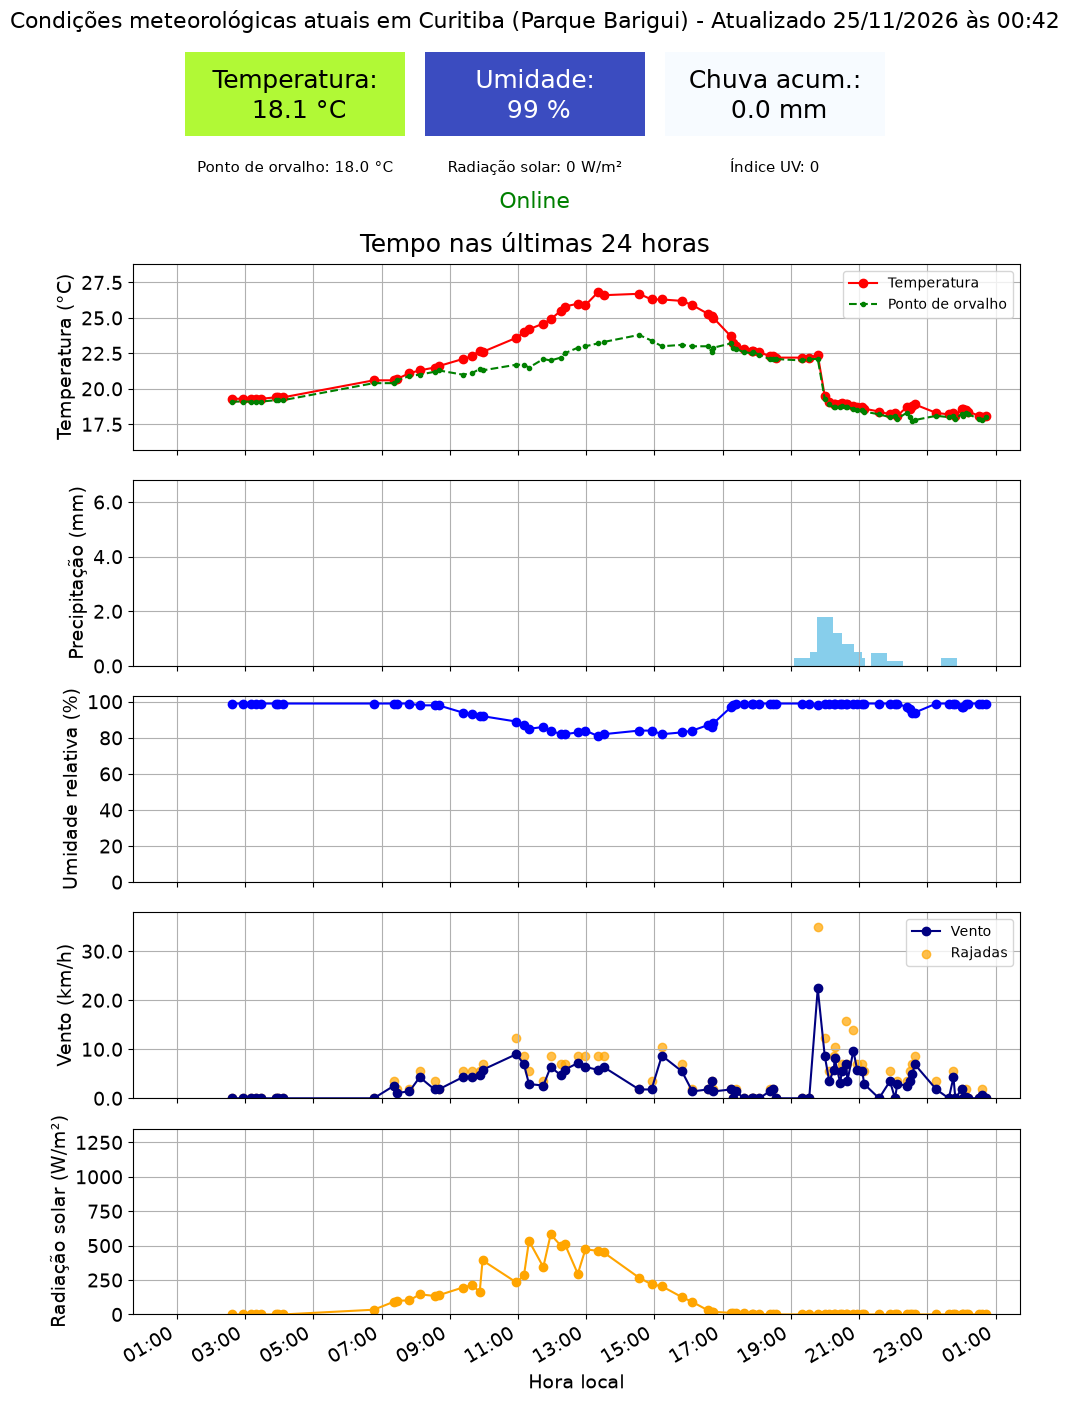 Condições meteorológicas atuais em Curitiba (Parque Barigui) - Atualizado 25/11/2026 às 00:42
Temperatura:
18.1 °C
Umidade:
99 %
Chuva acum.:
0.0 mm
Ponto de orvalho: 18.0 °C
Radiação solar: 0 W/m²
Índice UV: 0
Online
Tempo nas últimas 24 horas
Temperatura (°C)
27.5
25.0
22.5
20.0
17.5
Temperatura
Ponto de orvalho
Precipitação (mm)
6.0
4.0
2.0
0.0
Umidade relativa (%)
100
80
60
40
20
0
Vento (km/h)
30.0
20.0
10.0
0.0
Vento
Rajadas
Radiação solar (W/m²)
1250
1000
750
500
250
0
01:00
03:00
05:00
07:00
09:00
11:00
13:00
15:00
17:00
19:00
21:00
23:00
01:00
Hora local